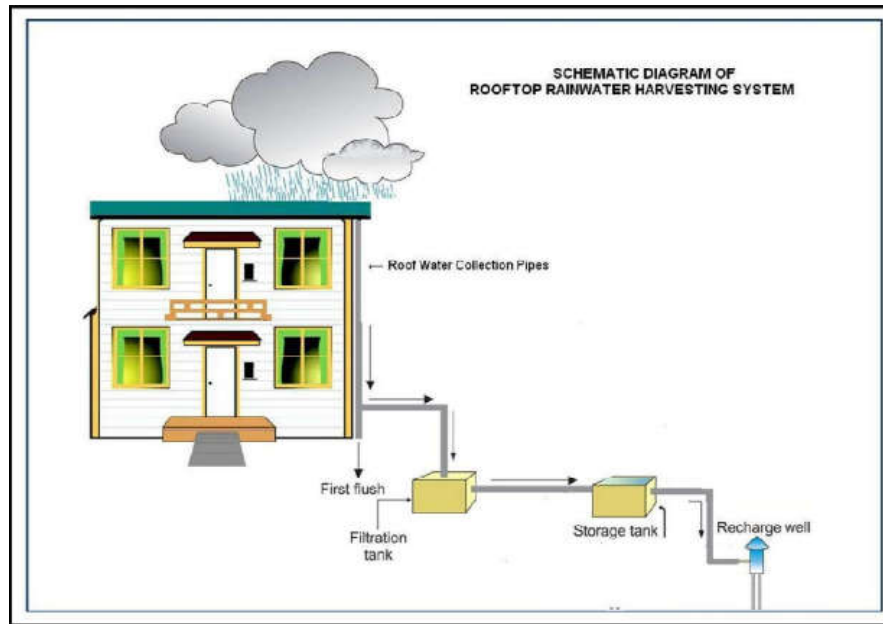 SCHEMATIC DIAGRAM OF
ROOFTOP RAINWATER HARVESTING SYSTEM
Roof Water Collection Pipes
First flush
Filtration
tank
Storage tank
Recharge well